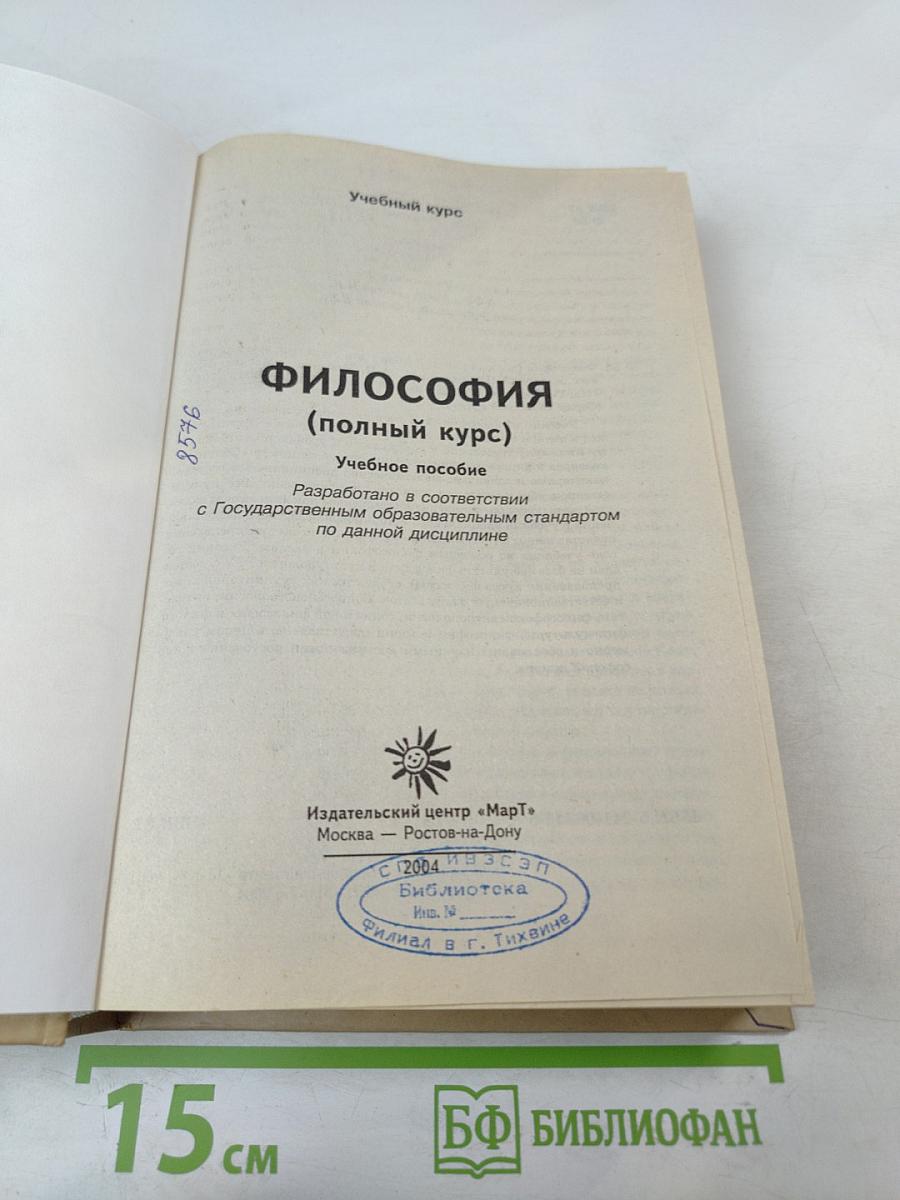 Учебный курс
ФИЛОСОФИЯ
(полный курс)
8576
Учебное пособие
Разработано в соответствии
с Государственным образовательным стандартом
по данной дисциплине
Издательский центр «МарТ»
Москва — Ростов-на-Дону
2004
ИВЭСЭП
Библиотека
Инв. №
Филиал в г. Тихвине
15 см
БФ БИБЛИОФАН